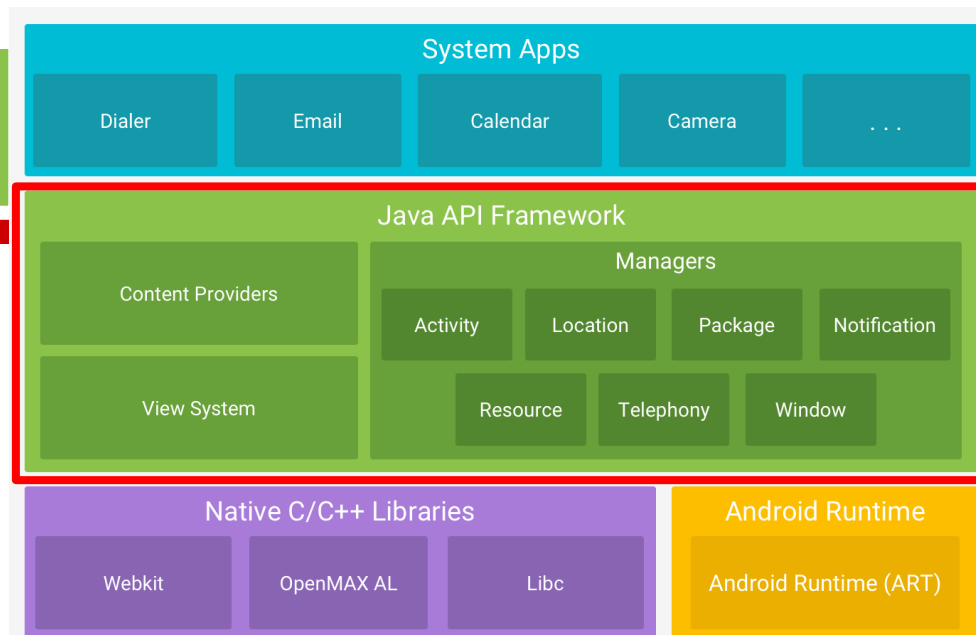 System Apps
Dialer
Email
Calendar
Camera
. . .
Java API Framework
Content Providers
View System
Managers
Activity
Location
Package
Notification
Resource
Telephony
Window
Native C/C++ Libraries
Webkit
OpenMAX AL
Libc
Android Runtime
Android Runtime (ART)